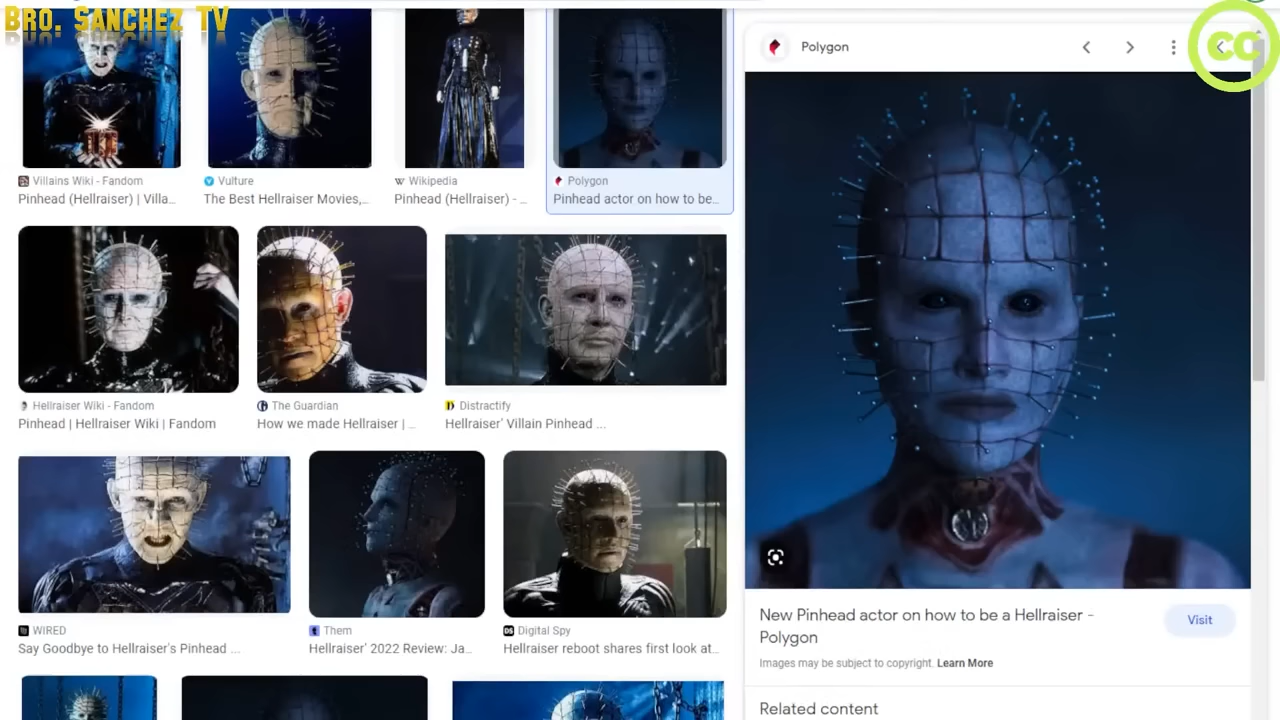 BRO. SANCHEZ TV
CC
Polygon
Villains Wiki - Fandom
Pinhead (Hellraiser) | Villa...
Vulture
The Best Hellraiser Movies,...
W Wikipedia
Pinhead (Hellraiser) - ...
Polygon
Pinhead actor on how to be...
Hellraiser Wiki - Fandom
Pinhead | Hellraiser Wiki | Fandom
The Guardian
How we made Hellraiser | ...
D Distractify
Hellraiser' Villain Pinhead ...
WIRED
Say Goodbye to Hellraiser's Pinhead ...
Them
Hellraiser' 2022 Review: Ja...
DS Digital Spy
Hellraiser reboot shares first look at...
New Pinhead actor on how to be a Hellraiser -
Polygon
Visit
Images may be subject to copyright. Learn More
Related content